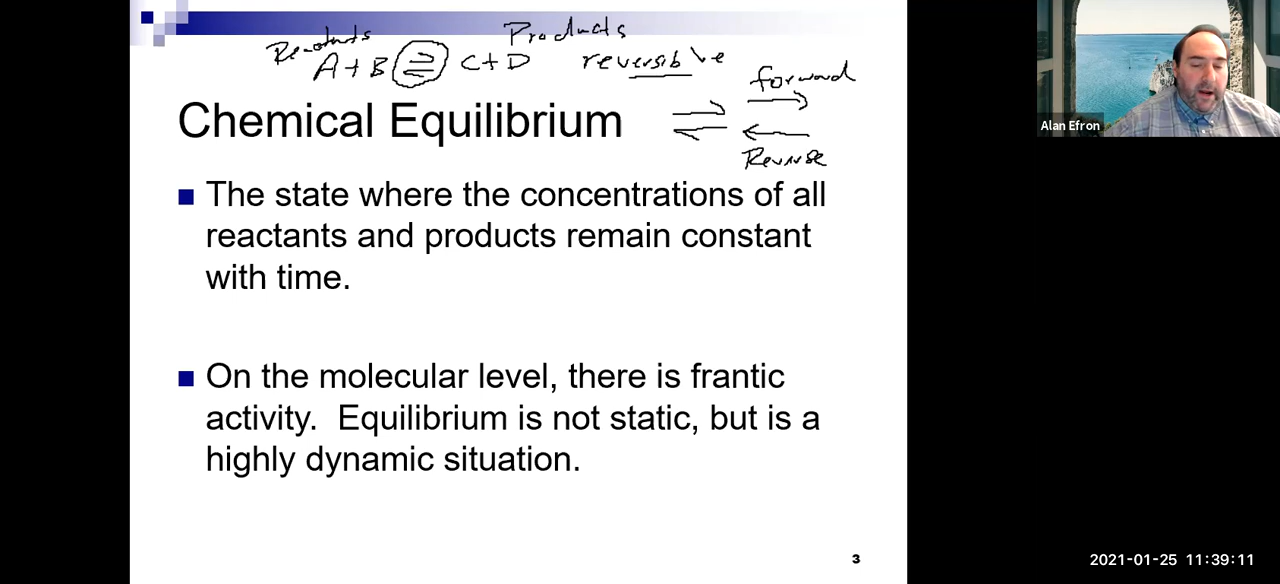 Reactants
Products
A + B ⇌ C + D
reversible
forward
Chemical Equilibrium
⇌
Reverse
■ The state where the concentrations of all
reactants and products remain constant
with time.
■ On the molecular level, there is frantic
activity. Equilibrium is not static, but is a
highly dynamic situation.
3
Alan Efron
2021-01-25 11:39:11